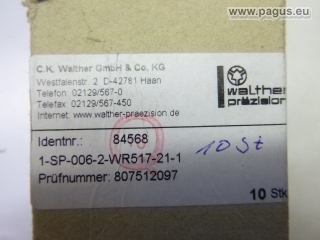 www.pagus.eu
C.K. Walther GmbH & Co. KG
Westfalenstr. 2 D-42781 Haan
Telefon: 02129/567-0
Telefax 02129/567-450
Internet: www.walther-praezision.de
walther
präzision
Identnr.: 84568
10 St
1-SP-006-2-WR517-21-1
Prüfnummer: 807512097
10 Stk